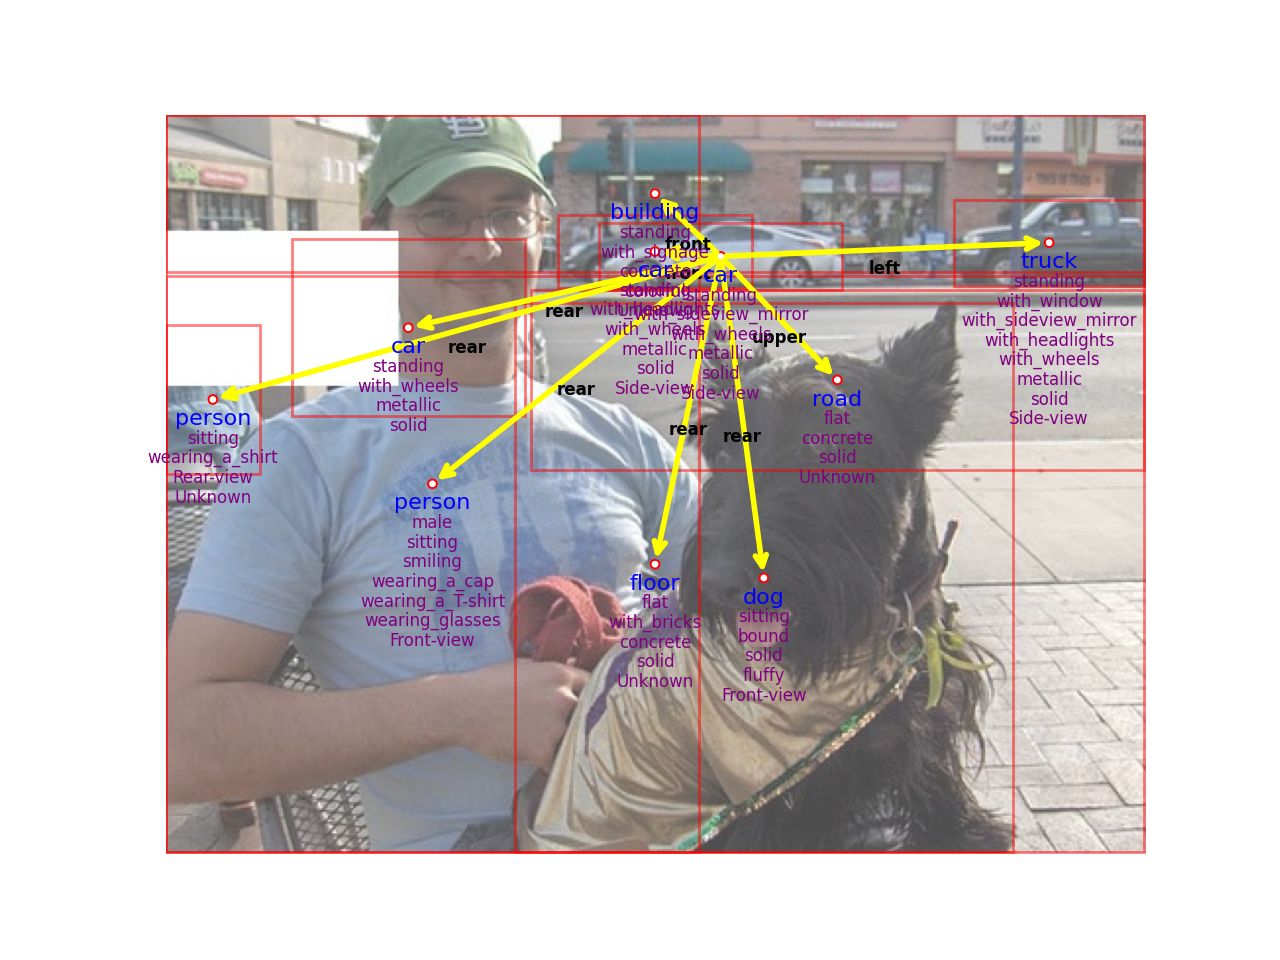 building
standing
with_signage
front
concrete
colorful
Unknown
car
standing
with_headlights
with_wheels
metallic
solid
Side-view
front
car
standing
with_sideview_mirror
with_wheels
metallic
solid
Side-view
left
truck
standing
with_window
with_sideview_mirror
with_headlights
with_wheels
metallic
solid
Side-view
rear
rear
car
standing
with_wheels
metallic
solid
upper
road
flat
concrete
solid
Unknown
person
sitting
wearing_a_shirt
Rear-view
Unknown
rear
person
male
sitting
smiling
wearing_a_cap
wearing_a_T-shirt
wearing_glasses
Front-view
rear
rear
floor
flat
with_bricks
concrete
solid
Unknown
dog
sitting
bound
solid
fluffy
Front-view